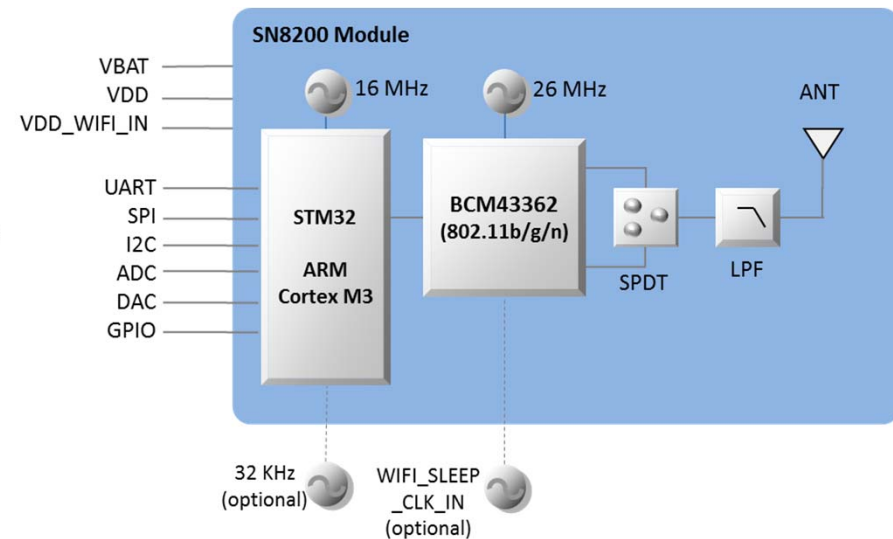 SN8200 Module
VBAT
VDD
VDD_WIFI_IN
16 MHz
26 MHz
ANT
UART
SPI
I2C
ADC
DAC
GPIO
STM32
ARM
Cortex M3
BCM43362
(802.11b/g/n)
SPDT
LPF
32 KHz
(optional)
WIFI_SLEEP
_CLK_IN
(optional)